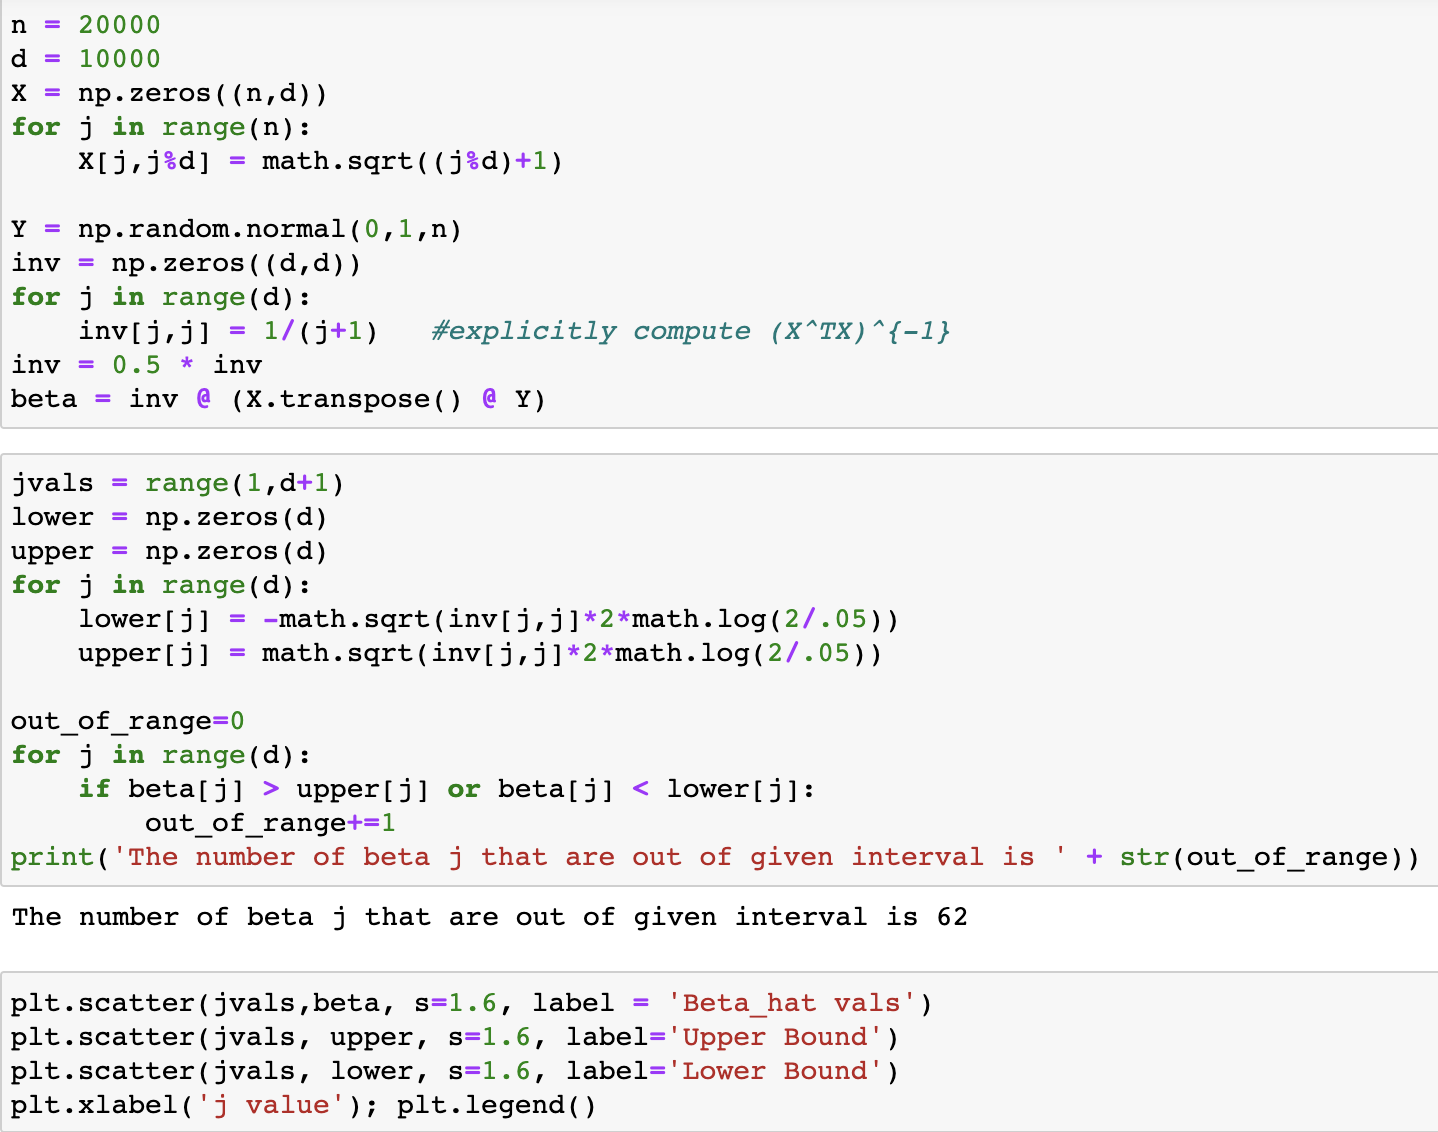 n = 20000
d = 10000
X = np.zeros((n,d))
for j in range(n):
    X[j,j%d] = math.sqrt((j%d)+1)

Y = np.random.normal(0,1,n)
inv = np.zeros((d,d))
for j in range(d):
    inv[j,j] = 1/(j+1)   #explicitly compute (X^TX)^{-1}
inv = 0.5 * inv
beta = inv @ (X.transpose() @ Y)

jvals = range(1,d+1)
lower = np.zeros(d)
upper = np.zeros(d)
for j in range(d):
    lower[j] = -math.sqrt(inv[j,j]*2*math.log(2/.05))
    upper[j] = math.sqrt(inv[j,j]*2*math.log(2/.05))

out_of_range=0
for j in range(d):
    if beta[j] > upper[j] or beta[j] < lower[j]:
        out_of_range+=1
print('The number of beta j that are out of given interval is ' + str(out_of_range))

The number of beta j that are out of given interval is 62

plt.scatter(jvals,beta, s=1.6, label = 'Beta_hat vals')
plt.scatter(jvals, upper, s=1.6, label='Upper Bound')
plt.scatter(jvals, lower, s=1.6, label='Lower Bound')
plt.xlabel('j value'); plt.legend()